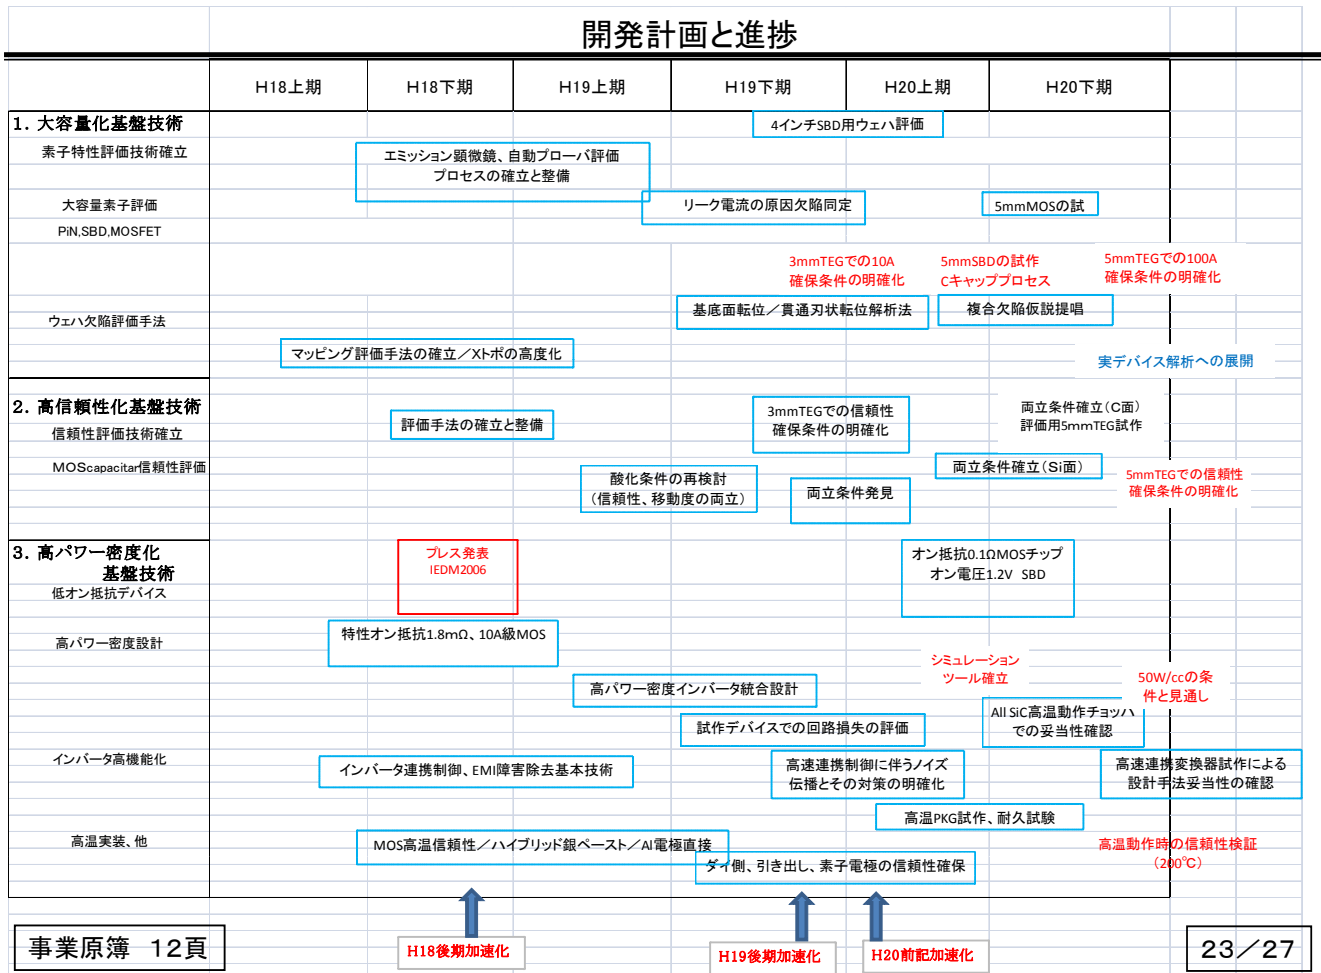 開発計画と進捗
H18上期
H18下期
H19上期
H19下期
H20上期
H20下期
1. 大容量化基盤技術
4インチSBD用ウェハ評価
素子特性評価技術確立
エミッション顕微鏡、自動プローバ評価
プロセスの確立と整備
大容量素子評価
リーク電流の原因欠陥同定
5mmMOSの試
PiN,SBD,MOSFET
3mmTEGでの10A
確保条件の明確化
5mmSBDの試作
Cキャッププロセス
5mmTEGでの100A
確保条件の明確化
ウェハ欠陥評価手法
基底面転位／貫通刃状転位解析法
複合欠陥仮説提唱
マッピング評価手法の確立／Xトポの高度化
実デバイス解析への展開
2. 高信頼性化基盤技術
信頼性評価技術確立
評価手法の確立と整備
3mmTEGでの信頼性
確保条件の明確化
両立条件確立(C面)
評価用5mmTEG試作
MOScapacitar信頼性評価
酸化条件の再検討
(信頼性、移動度の両立)
両立条件発見
両立条件確立(Si面)
5mmTEGでの信頼性
確保条件の明確化
3. 高パワー密度化
基盤技術
プレス発表
IEDM2006
オン抵抗0.1ΩMOSチップ
オン電圧1.2V SBD
低オン抵抗デバイス
高パワー密度設計
特性オン抵抗1.8mΩ、10A級MOS
シミュレーション
ツール確立
50W/ccの条
件と見通し
高パワー密度インバータ統合設計
試作デバイスでの回路損失の評価
All SiC高温動作チョッハ
での妥当性確認
インバータ高機能化
インバータ連携制御、EMI障害除去基本技術
高速連携制御に伴うノイズ
伝播とその対策の明確化
高速連携変換器試作による
設計手法妥当性の確認
高温PKG試作、耐久試験
高温実装、他
MOS高温信頼性／ハイブリッド銀ペースト／Al電極直接
ダイ側、引き出し、素子電極の信頼性確保
高温動作時の信頼性検証
(200℃)
H18後期加速化
H19後期加速化
H20前記加速化
事業原簿 12頁
23／27